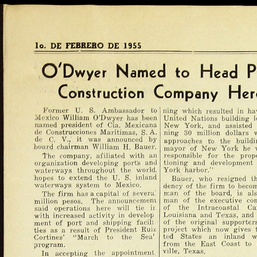 1o. DE FEBRERO DE 1955
O'Dwyer Named to Head P
Construction Company Her
Former U. S. Ambassador to
Mexico William O'Dwyer has been
named president of Cia. Mexicana
de Construcciones Maritimas, S. A.
de C. V., it was announced by
board chairman William H. Bauer.
The company, affiliated with an
organization developing ports and
waterways throughout the world,
hopes to extend the U. S. inland
waterways system to Mexico.
The firm has a capital of several
million pesos. The announcement
said operations here will tie in
with increased activity in develop-
ment of port and shipping facili-
ties as a result of President Ruiz
Cortines' "March to the Sea"
program.
In accepting the appointment
ning which resulted in hav
United Nations building lo
New York, and assisted
ning 30 million dollars w
approaches to the buildin
mayor of New York he w
responsible for the propo
tioning and development
York harbor."
Bauer, who resigned th
dency of the firm to becom
man of the board, is also
man of the executive com
of the Intracoastal Ca
Louisiana and Texas, and
of the original supporters
project which now gives t
ted States an inland w
from the East Coast to
ville, Texas.